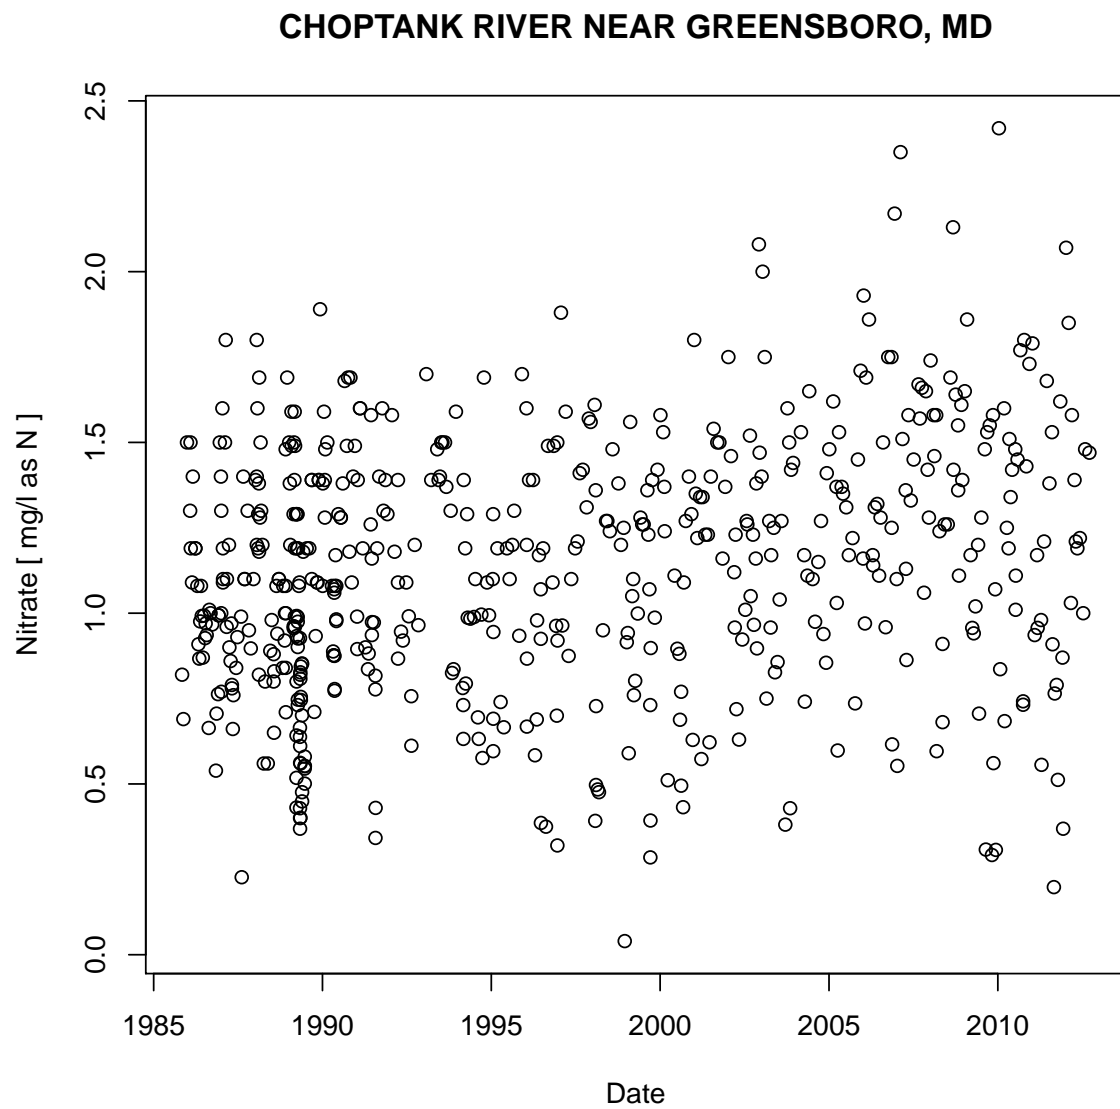 CHOPTANK RIVER NEAR GREENSBORO, MD
Nitrate [ mg/l as N ]
2.5
2.0
1.5
1.0
0.5
0.0
1985 1990 1995 2000 2005 2010
Date